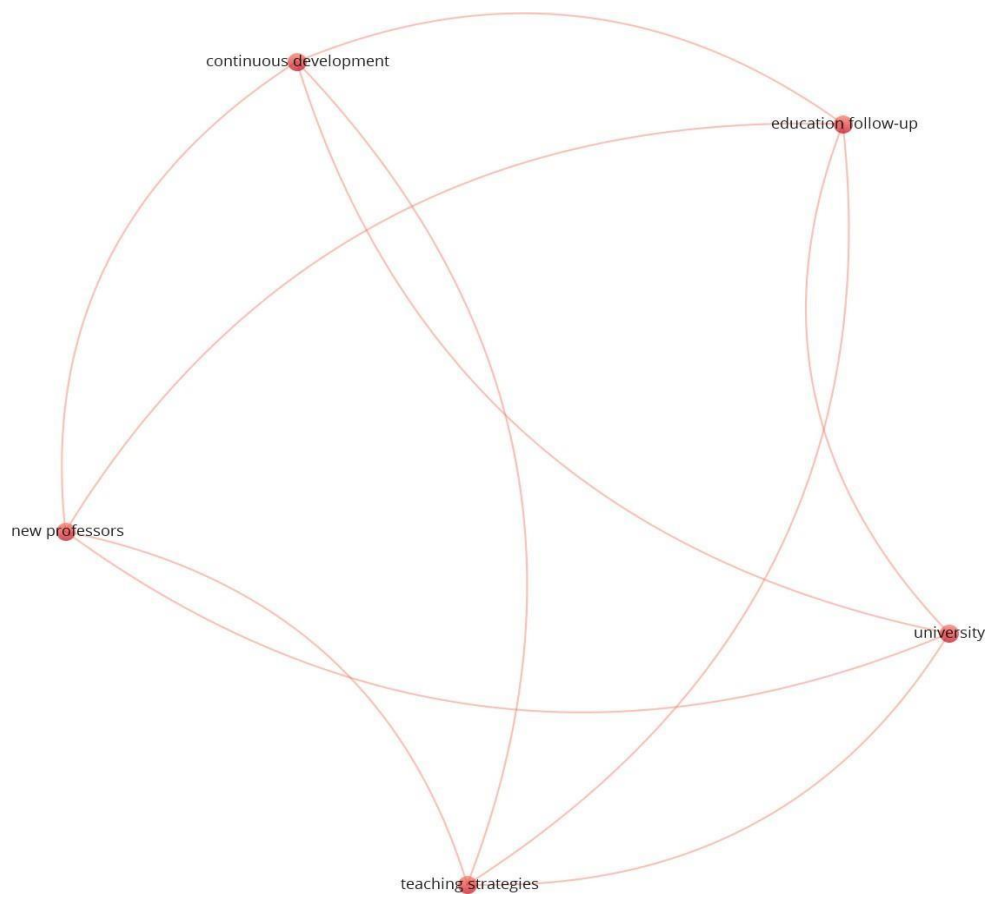 continuous development
education follow-up
new professors
university
teaching strategies